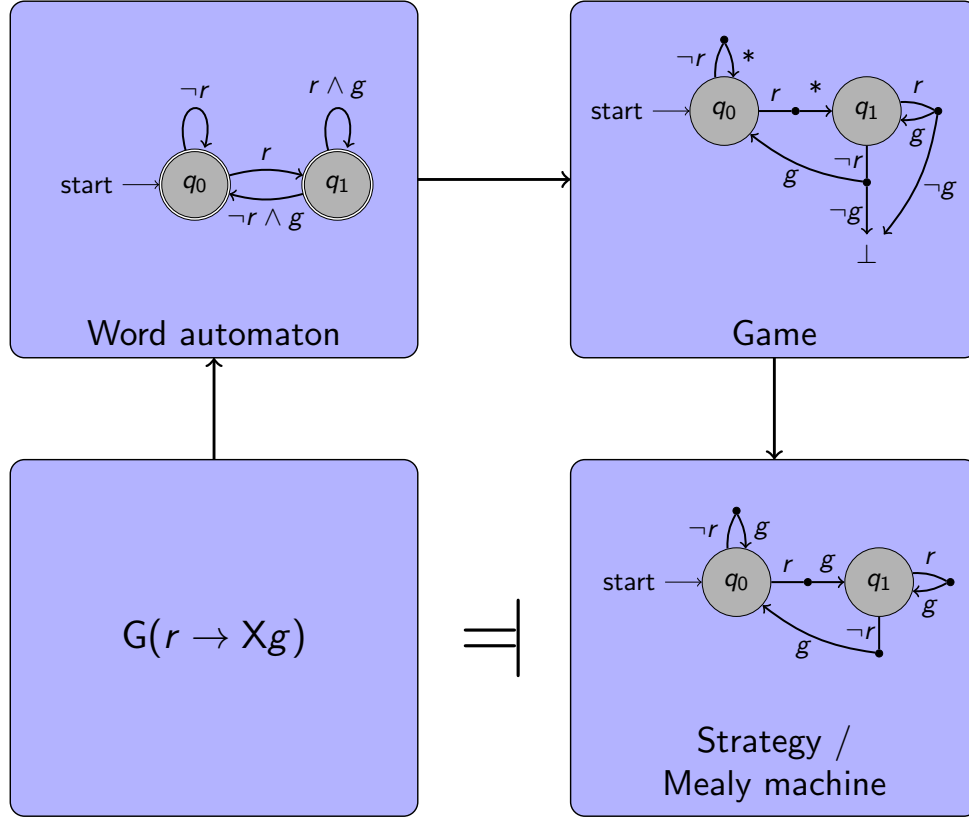 ¬r
r ∧ g
start
q₀
r
q₁
¬r ∧ g
Word automaton
¬r
*
start
q₀
r
*
q₁
r
g
¬r
g
¬g
¬g
⊥
Game
G(r → Xg)
=|
¬r
g
start
q₀
r
g
q₁
r
g
¬r
g
Strategy /
Mealy machine